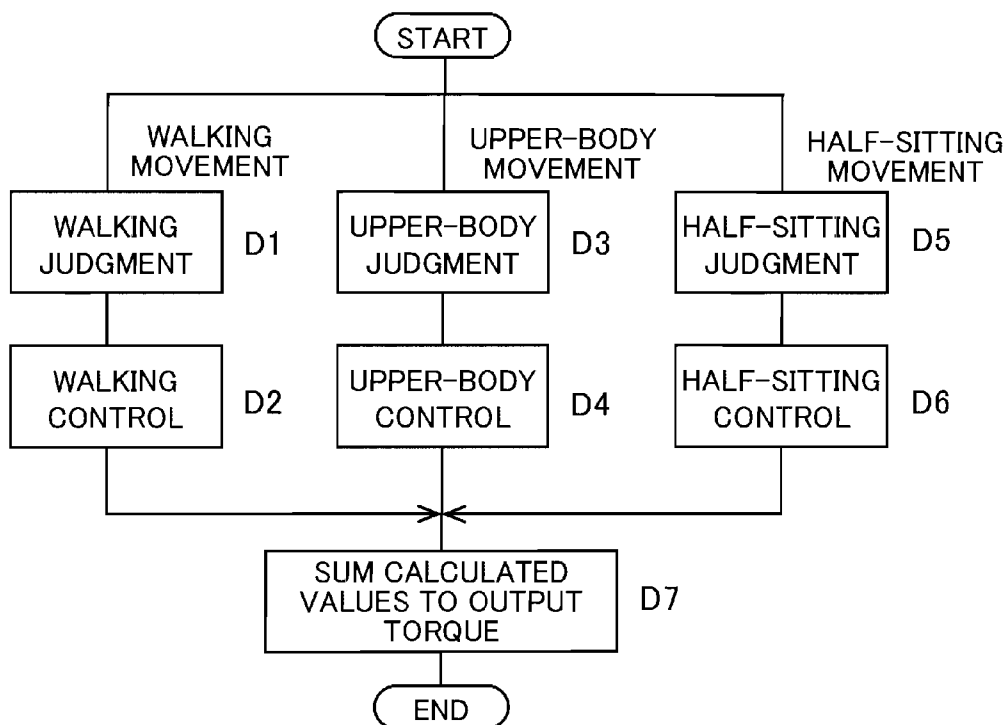 START
WALKING
MOVEMENT
UPPER-BODY
MOVEMENT
HALF-SITTING
MOVEMENT
WALKING
JUDGMENT
D1
UPPER-BODY
JUDGMENT
D3
HALF-SITTING
JUDGMENT
D5
WALKING
CONTROL
D2
UPPER-BODY
CONTROL
D4
HALF-SITTING
CONTROL
D6
SUM CALCULATED
VALUES TO OUTPUT
TORQUE
D7
END